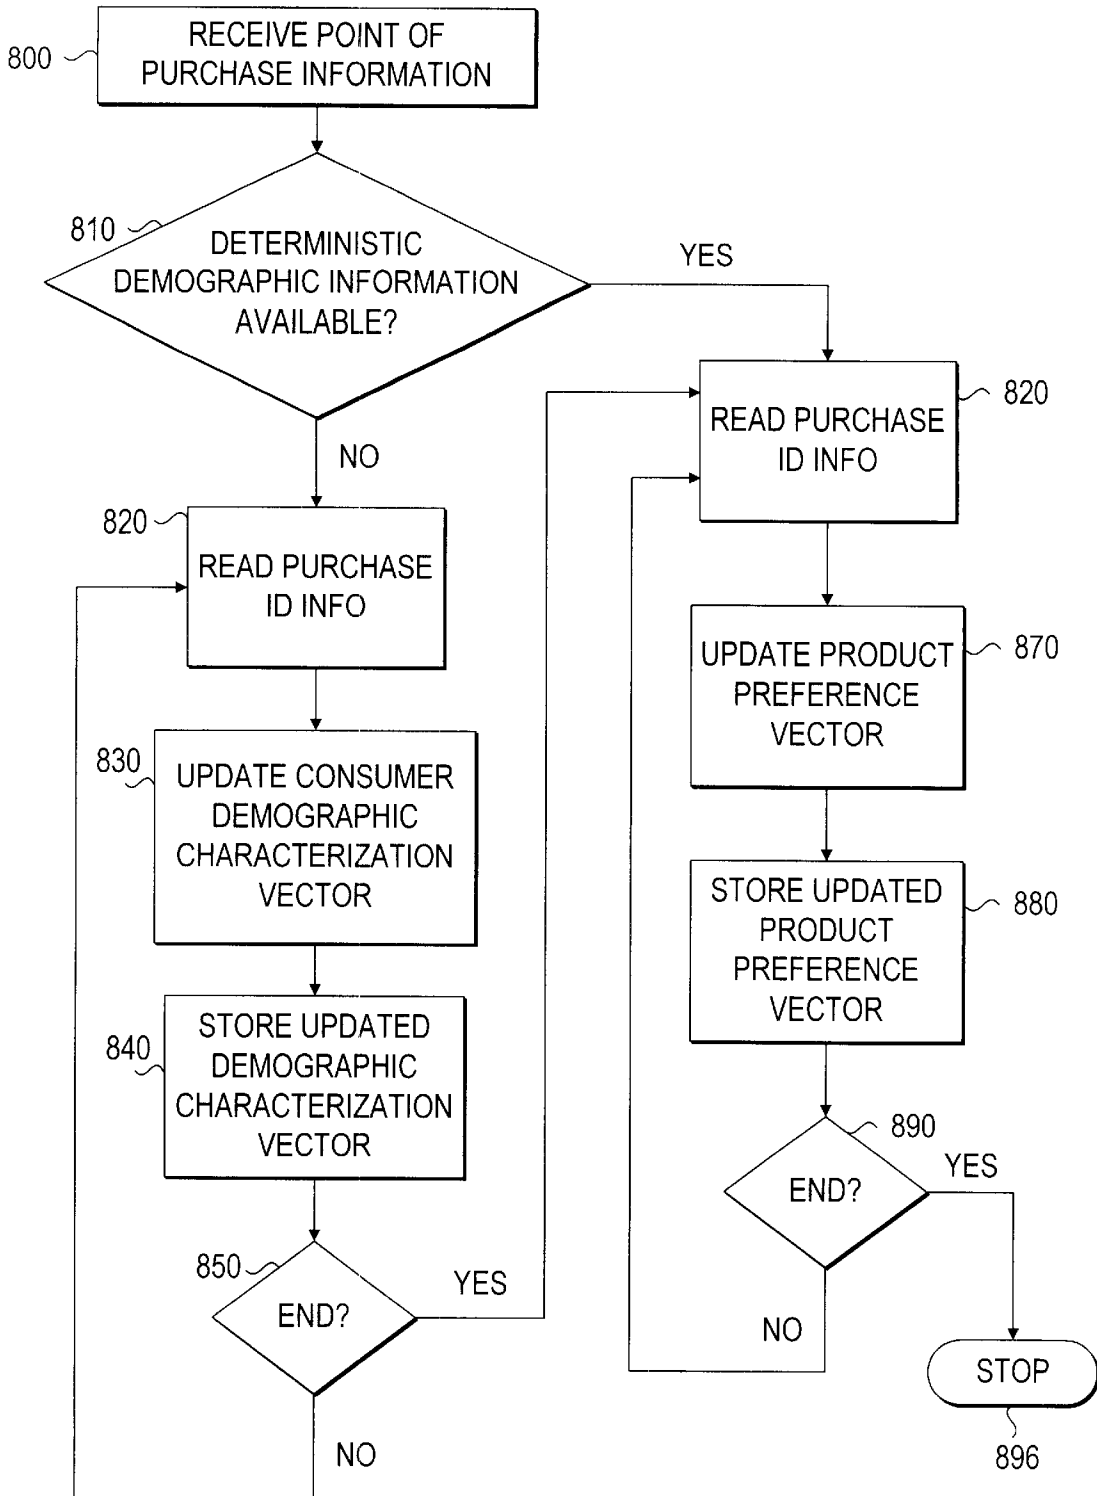 RECEIVE POINT OF
PURCHASE INFORMATION
800
810
DETERMINISTIC
DEMOGRAPHIC INFORMATION
AVAILABLE?
YES
NO
820
READ PURCHASE
ID INFO
820
READ PURCHASE
ID INFO
830
UPDATE CONSUMER
DEMOGRAPHIC
CHARACTERIZATION
VECTOR
870
UPDATE PRODUCT
PREFERENCE
VECTOR
840
STORE UPDATED
DEMOGRAPHIC
CHARACTERIZATION
VECTOR
880
STORE UPDATED
PRODUCT
PREFERENCE
VECTOR
850
END?
YES
NO
890
END?
YES
NO
STOP
896